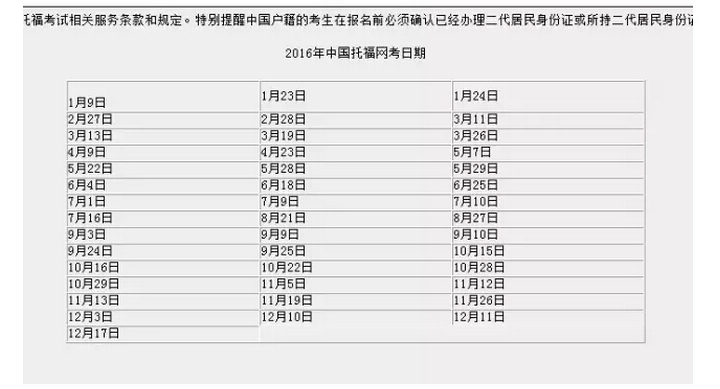 托福考试相关服务条款和规定。特别提醒中国户籍的考生在报名前必须确认已经办理二代居民身份证或所持二代居民身份证
2016年中国托福网考日期
1月9日 1月23日 1月24日
2月27日 2月28日 3月11日
3月13日 3月19日 3月26日
4月9日 4月23日 5月7日
5月22日 5月28日 5月29日
6月4日 6月18日 6月25日
7月1日 7月9日 7月10日
7月16日 8月21日 8月27日
9月3日 9月9日 9月10日
9月24日 9月25日 10月15日
10月16日 10月22日 10月28日
10月29日 11月5日 11月12日
11月13日 11月19日 11月26日
12月3日 12月10日 12月11日
12月17日